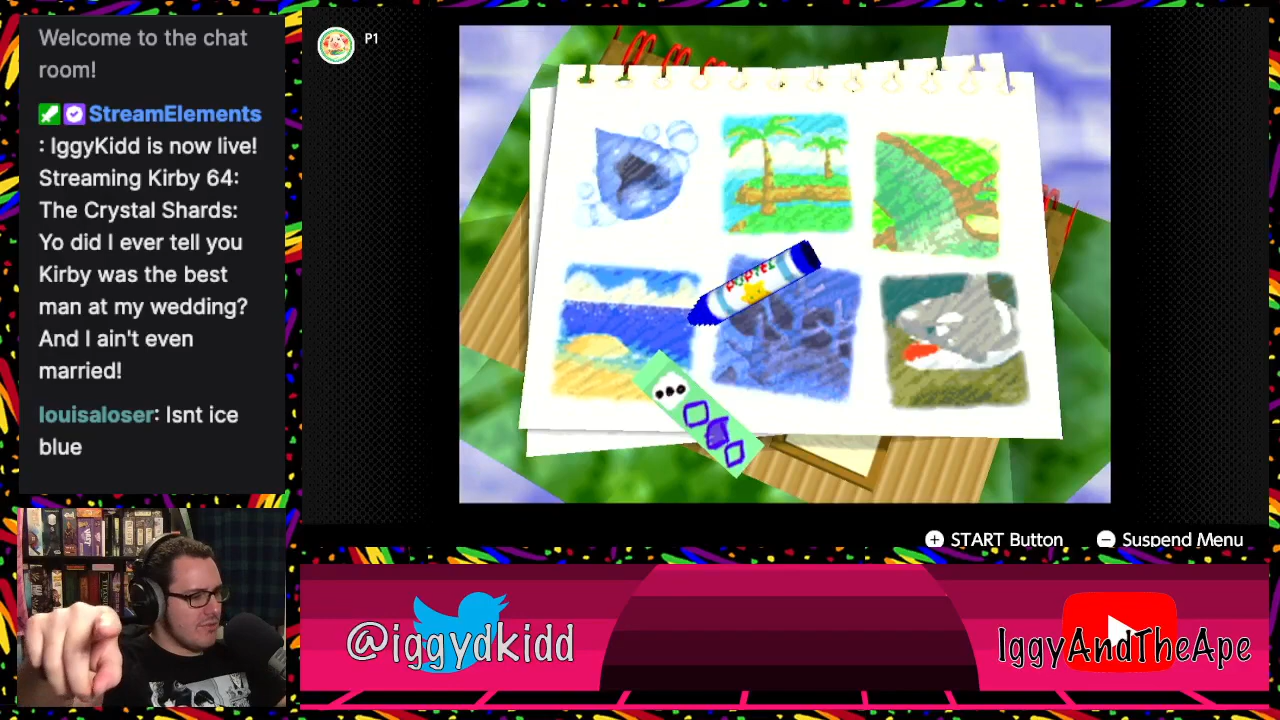 Welcome to the chat
room!
StreamElements
: IggyKidd is now live!
Streaming Kirby 64:
The Crystal Shards:
Yo did I ever tell you
Kirby was the best
man at my wedding?
And I ain't even
married!
louisaloser: Isnt ice
blue
P1
START Button
Suspend Menu
@iggydkidd
IggyAndTheApe